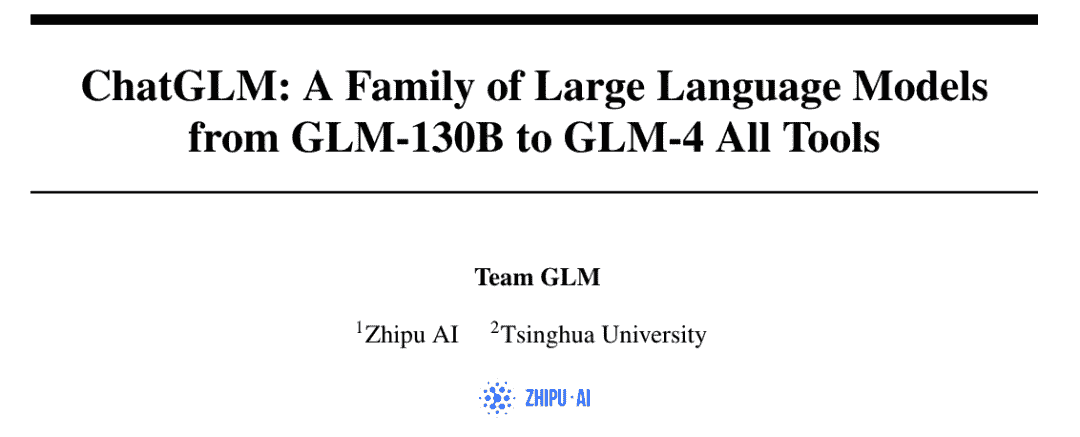 ChatGLM: A Family of Large Language Models
from GLM-130B to GLM-4 All Tools
Team GLM
¹Zhipu AI ²Tsinghua University
ZHIPU·AI